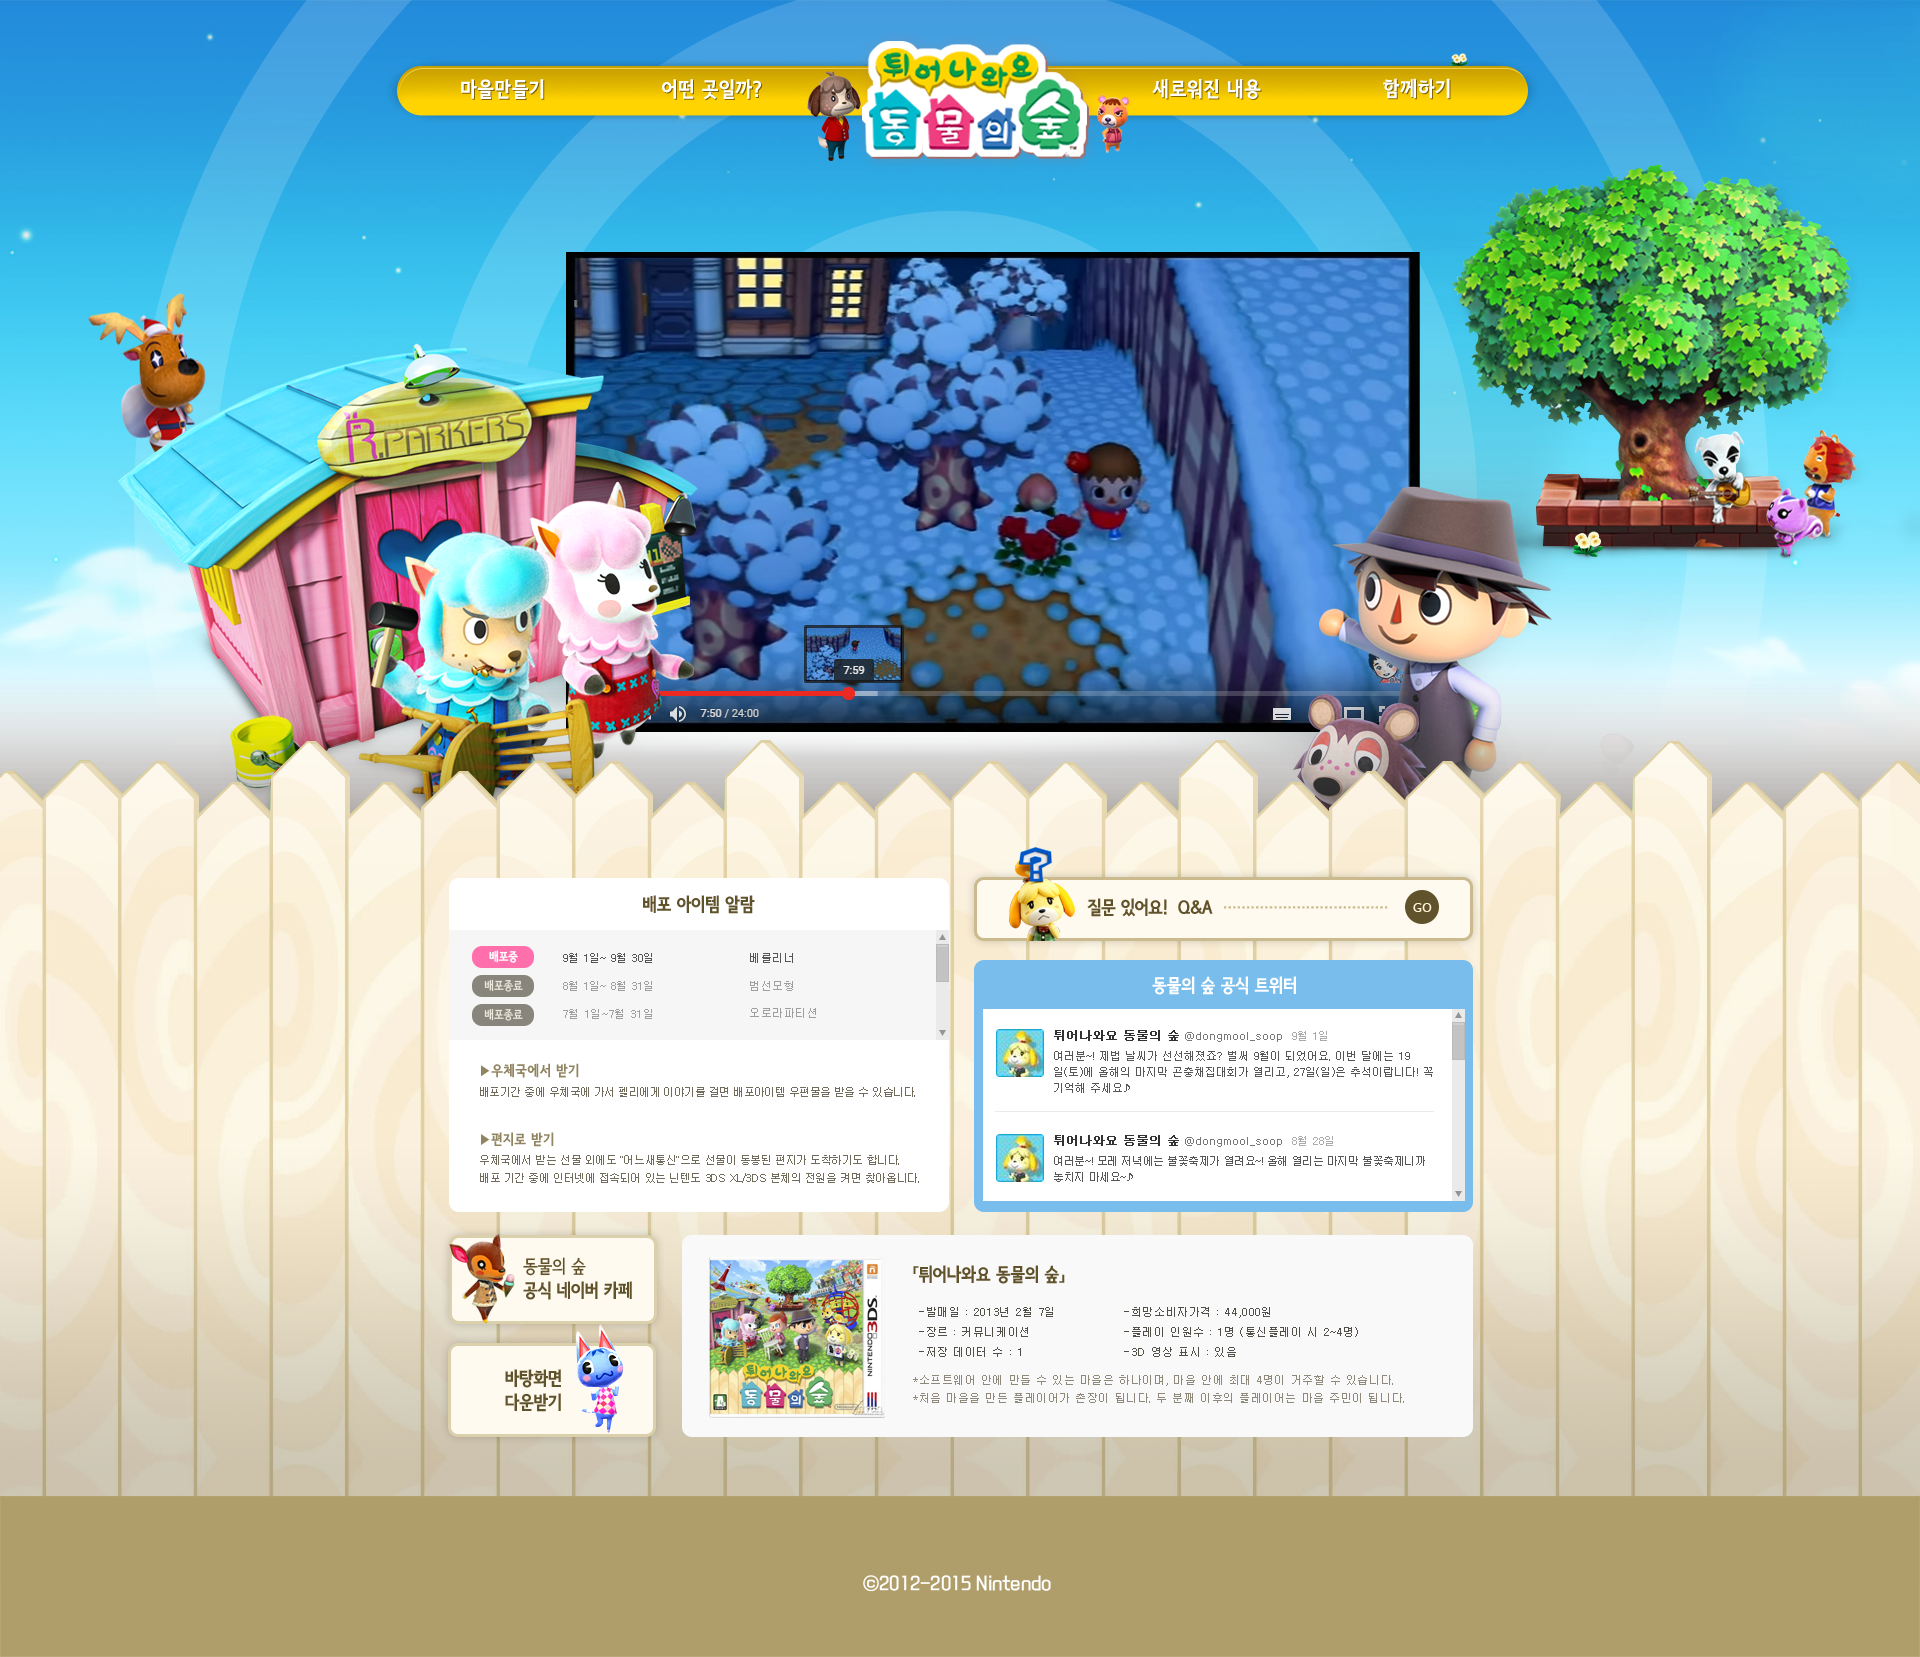 마을만들기
어떤 곳일까?
튀어나와요
동물의 숲
새로워진 내용
함께하기
R.PARKERS
7:59
7:50 / 24:00
배포 아이템 알람
배포중 9월 1일~ 9월 30일 베를리너
배포종료 8월 1일~ 8월 31일 범선모형
배포종료 7월 1일~7월 31일 오로라파티션
▶우체국에서 받기
배포기간 중에 우체국에 가서 펠리에게 이야기를 걸면 배포아이템 우편물을 받을 수 있습니다.
▶편지로 받기
우체국에서 받는 선물 외에도 "어느새통신"으로 선물이 동봉된 편지가 도착하기도 합니다.
배포 기간 중에 인터넷에 접속되어 있는 닌텐도 3DS XL/3DS 본체의 전원을 켜면 찾아옵니다.
?
질문 있어요! Q&A
GO
동물의 숲 공식 트위터
튀어나와요 동물의 숲 @dongmool_soop 9월 1일
여러분~! 제법 날씨가 선선해졌죠? 벌써 9월이 되었어요. 이번 달에는 19
일(토)에 올해의 마지막 곤충채집대회가 열리고, 27일(일)은 추석이랍니다! 꼭
기억해 주세요♪
튀어나와요 동물의 숲 @dongmool_soop 8월 28일
여러분~! 모레 저녁에는 불꽃축제가 열려요~! 올해 열리는 마지막 불꽃축제니까
놓치지 마세요~♪
동물의 숲
공식 네이버 카페
바탕화면
다운받기
NINTENDO 3DS
튀어나와요
동물의 숲
「튀어나와요 동물의 숲」
-발매일 : 2013년 2월 7일
-희망소비자가격 : 44,000원
-장르 : 커뮤니케이션
-플레이 인원수 : 1명 (통신플레이 시 2~4명)
-저장 데이터 수 : 1
-3D 영상 표시 : 있음
*소프트웨어 안에 만들 수 있는 마을은 하나이며, 마을 안에 최대 4명이 거주할 수 있습니다.
*처음 마을을 만든 플레이어가 촌장이 됩니다. 두 분째 이후의 플레이어는 마을 주민이 됩니다.
©2012-2015 Nintendo